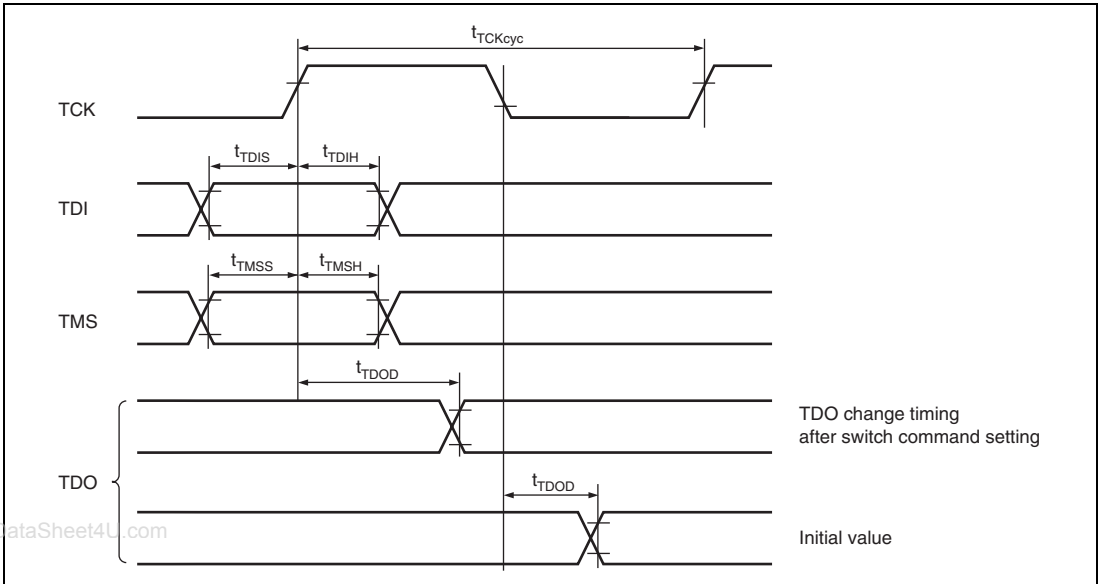 tTCKcyc
TCK
tTDIS tTDIH
TDI
tTMSS tTMSH
TMS
tTDOD
TDO change timing
after switch command setting
TDO
tTDOD
DataSheet4U.com
Initial value